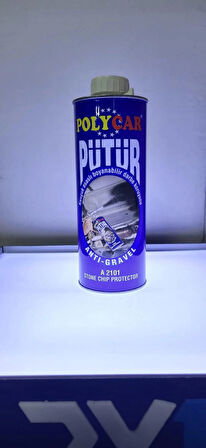 POLYCAR
PÜTÜR
ANTI-GRAVEL
A 2101
STONE CHIP PROTECTOR